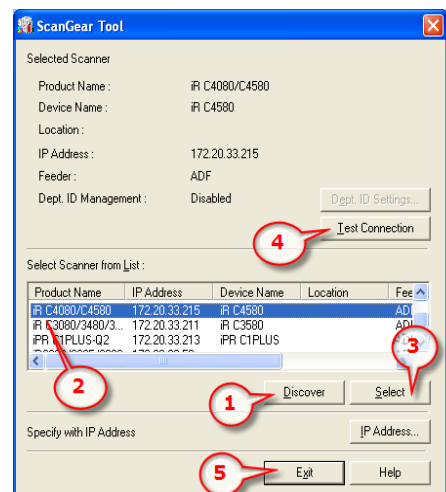 ScanGear Tool
Selected Scanner
Product Name : iR C4080/C4580
Device Name : iR C4580
Location :
IP Address : 172.20.33.215
Feeder : ADF
Dept. ID Management : Disabled
Dept. ID Settings...
4
Test Connection
Select Scanner from List :
Product Name IP Address Device Name Location Fee
iR C4080/C4580 172.20.33.215 iR C4580 AD
iR C3080/3480/3... 172.20.33.211 iR C3580 AD
iPR C1PLUS-Q2 172.20.33.213 iPR C1PLUS
3
2
1
Discover
Select
Specify with IP Address
IP Address...
5
Exit
Help